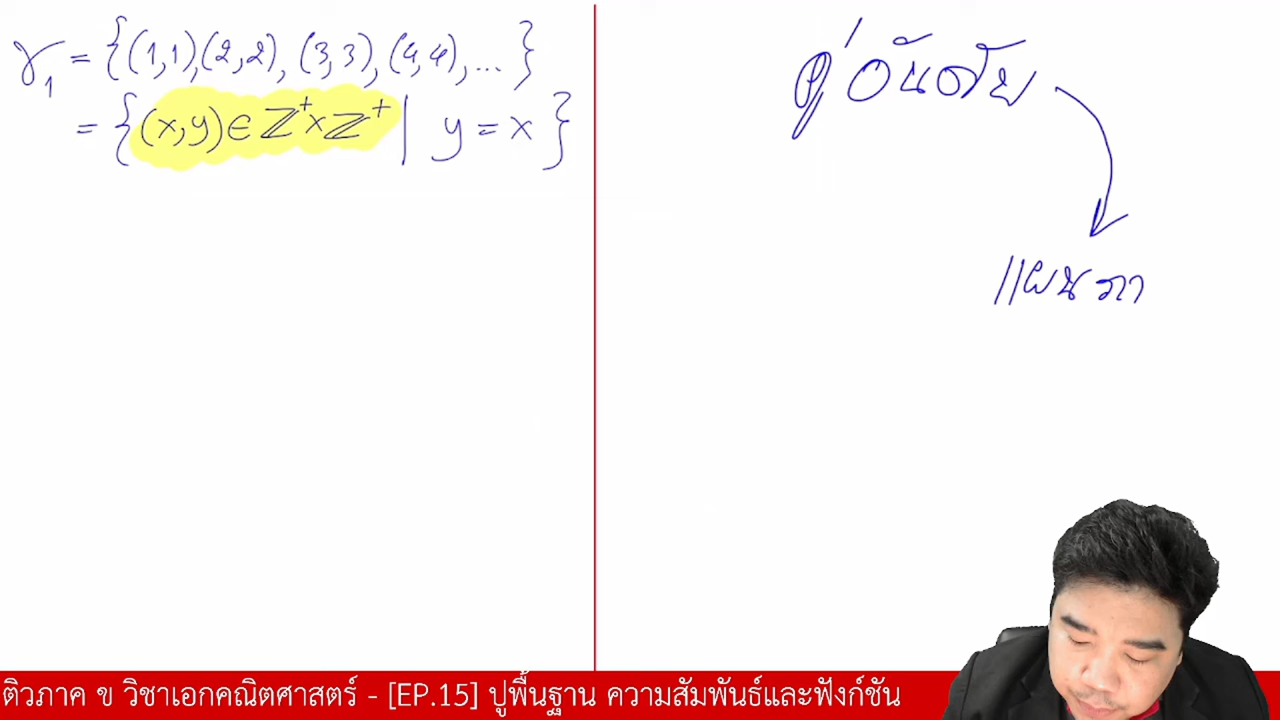 r₁ = {(1,1),(2,2), (3,3), (4,4), ... }
= {(x,y)∈ℤ⁺xℤ⁺ | y = x }
คู่อันดับ
แผนภา
ติวภาค ข วิชาเอกคณิตศาสตร์ - [EP.15] ปูพื้นฐาน ความสัมพันธ์และฟังก์ชัน